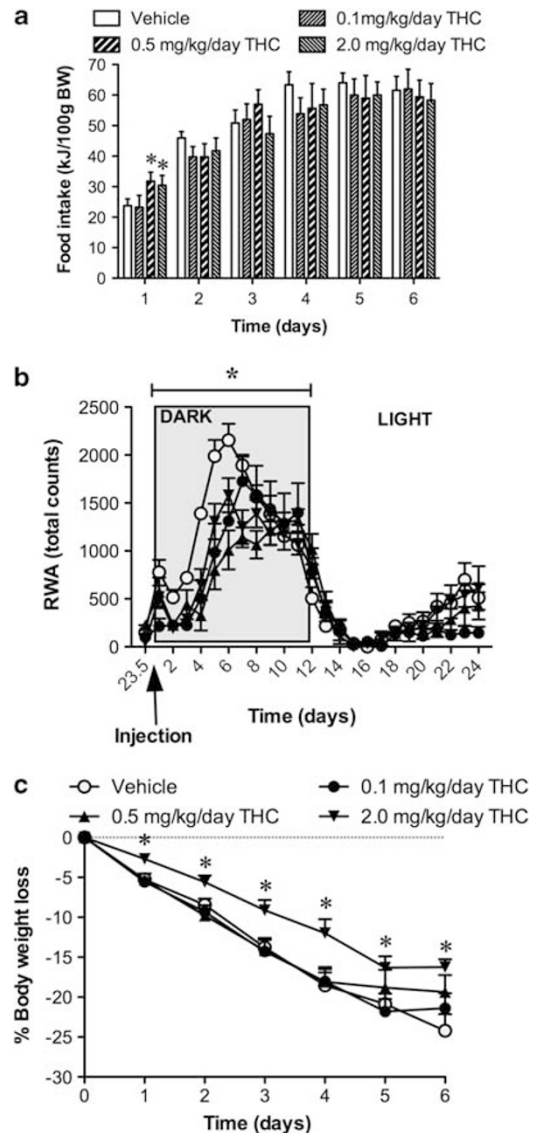 a
Vehicle 0.1mg/kg/day THC
0.5 mg/kg/day THC 2.0 mg/kg/day THC
Food intake (kJ/100g BW)
70
60
50
40
30
20
10
0
* *
1 2 3 4 5 6
Time (days)
b
*
DARK LIGHT
RWA (total counts)
2500
2000
1500
1000
500
0
23.5 2 4 6 8 10 12 14 16 18 20 22 24
Time (days)
Injection
c
Vehicle 0.1 mg/kg/day THC
0.5 mg/kg/day THC 2.0 mg/kg/day THC
% Body weight loss
0
-5
-10
-15
-20
-25
-30
* * * * * *
0 1 2 3 4 5 6
Time (days)